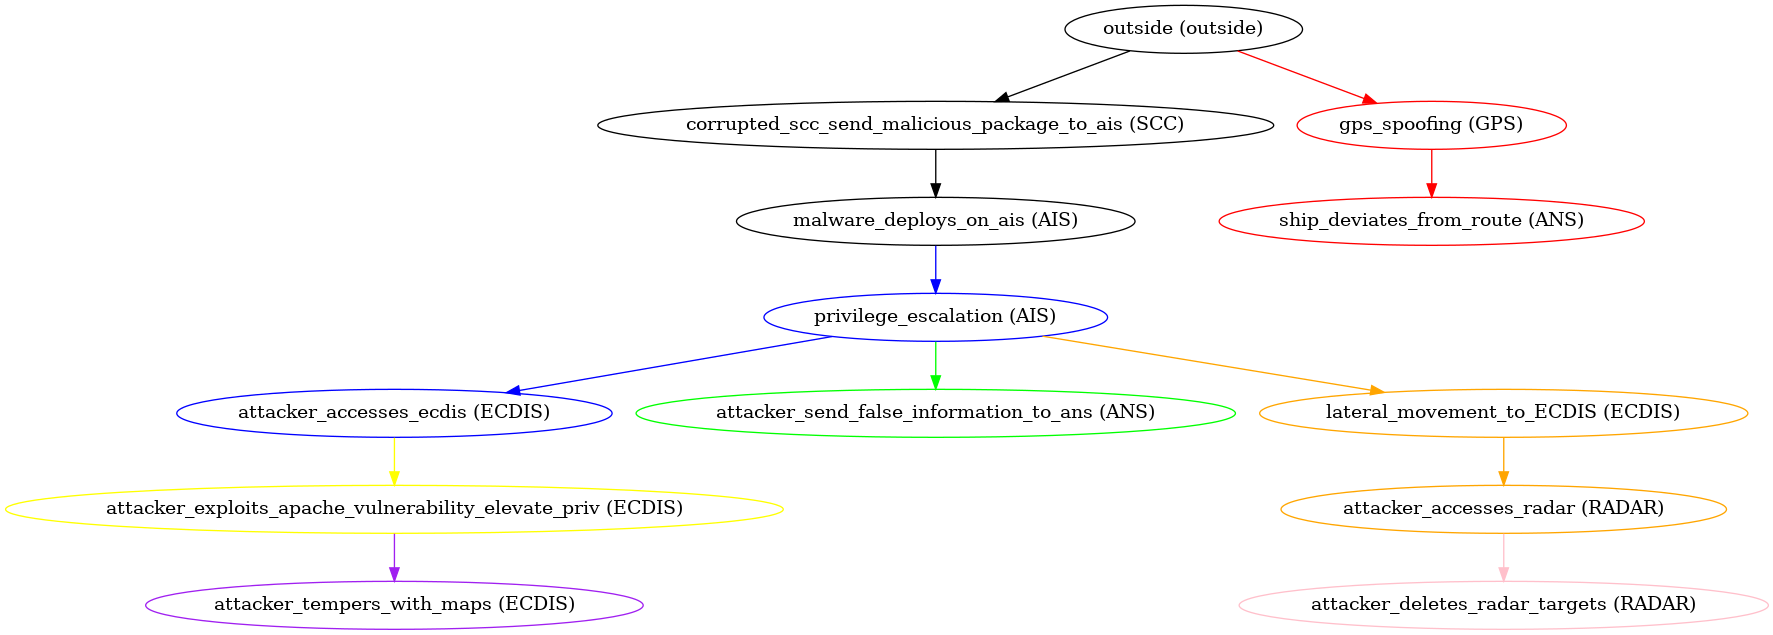 outside (outside)
corrupted_scc_send_malicious_package_to_ais (SCC)
gps_spoofing (GPS)
malware_deploys_on_ais (AIS)
ship_deviates_from_route (ANS)
privilege_escalation (AIS)
attacker_accesses_ecdis (ECDIS)
attacker_send_false_information_to_ans (ANS)
lateral_movement_to_ECDIS (ECDIS)
attacker_exploits_apache_vulnerability_elevate_priv (ECDIS)
attacker_accesses_radar (RADAR)
attacker_tempers_with_maps (ECDIS)
attacker_deletes_radar_targets (RADAR)